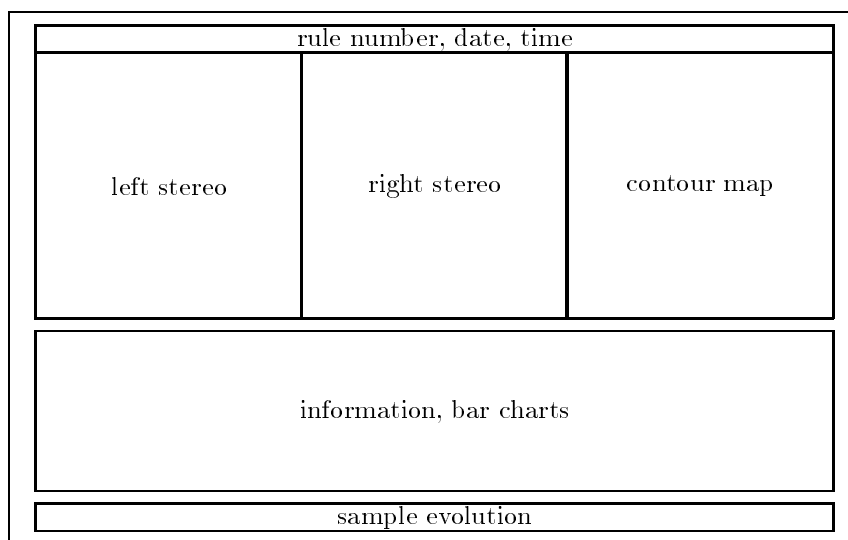 rule number, date, time
left stereo
right stereo
contour map
information, bar charts
sample evolution